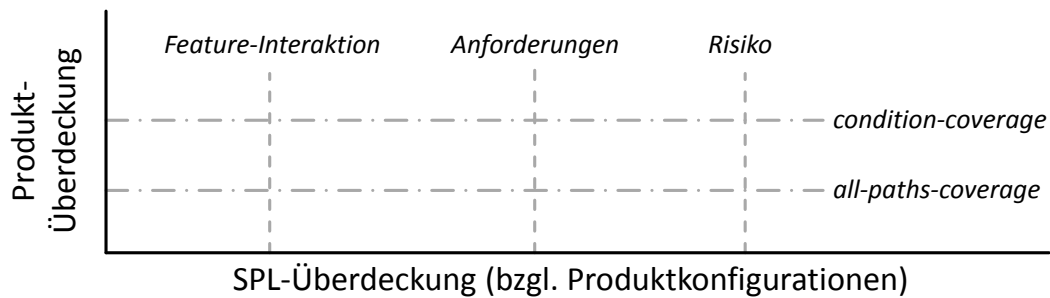 Produkt-
Überdeckung
Feature-Interaktion
Anforderungen
Risiko
condition-coverage
all-paths-coverage
SPL-Überdeckung (bzgl. Produktkonfigurationen)